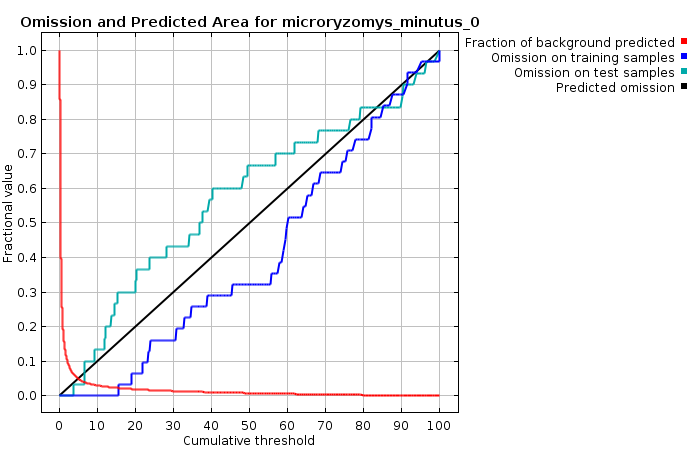 Omission and Predicted Area for microryzomys_minutus_0
Fraction of background predicted
Omission on training samples
Omission on test samples
Predicted omission
Fractional value
1.0
0.9
0.8
0.7
0.6
0.5
0.4
0.3
0.2
0.1
0.0
0 10 20 30 40 50 60 70 80 90 100
Cumulative threshold